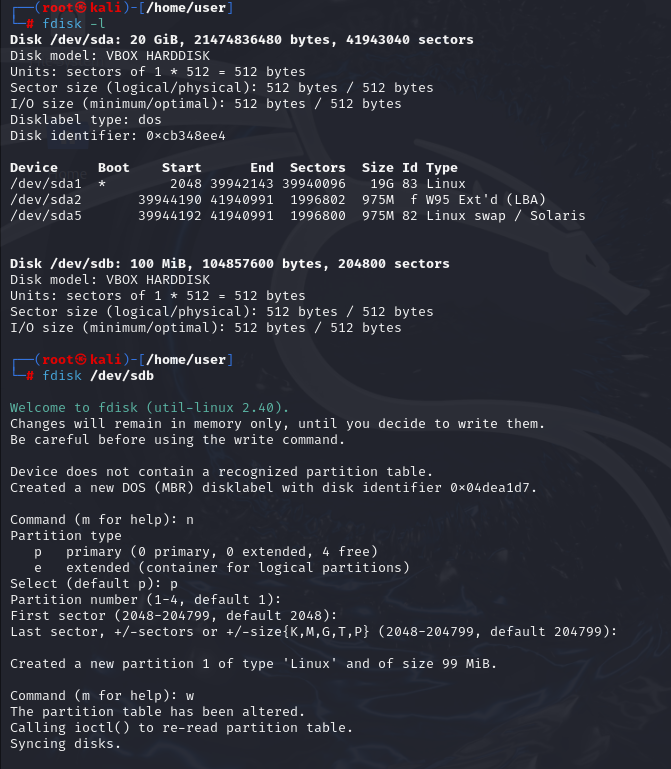 ┌──(root㉿kali)-[/home/user]
└─# fdisk -l
Disk /dev/sda: 20 GiB, 21474836480 bytes, 41943040 sectors
Disk model: VBOX HARDDISK
Units: sectors of 1 * 512 = 512 bytes
Sector size (logical/physical): 512 bytes / 512 bytes
I/O size (minimum/optimal): 512 bytes / 512 bytes
Disklabel type: dos
Disk identifier: 0xcb348ee4
Device     Boot    Start      End  Sectors  Size Id Type
/dev/sda1  *        2048 39942143 39940096   19G 83 Linux
/dev/sda2       39944190 41940991  1996802  975M  f W95 Ext'd (LBA)
/dev/sda5       39944192 41940991  1996800  975M 82 Linux swap / Solaris
Disk /dev/sdb: 100 MiB, 104857600 bytes, 204800 sectors
Disk model: VBOX HARDDISK
Units: sectors of 1 * 512 = 512 bytes
Sector size (logical/physical): 512 bytes / 512 bytes
I/O size (minimum/optimal): 512 bytes / 512 bytes
┌──(root㉿kali)-[/home/user]
└─# fdisk /dev/sdb
Welcome to fdisk (util-linux 2.40).
Changes will remain in memory only, until you decide to write them.
Be careful before using the write command.
Device does not contain a recognized partition table.
Created a new DOS (MBR) disklabel with disk identifier 0x04dea1d7.
Command (m for help): n
Partition type
   p   primary (0 primary, 0 extended, 4 free)
   e   extended (container for logical partitions)
Select (default p): p
Partition number (1-4, default 1):
First sector (2048-204799, default 2048):
Last sector, +/-sectors or +/-size{K,M,G,T,P} (2048-204799, default 204799):
Created a new partition 1 of type 'Linux' and of size 99 MiB.
Command (m for help): w
The partition table has been altered.
Calling ioctl() to re-read partition table.
Syncing disks.